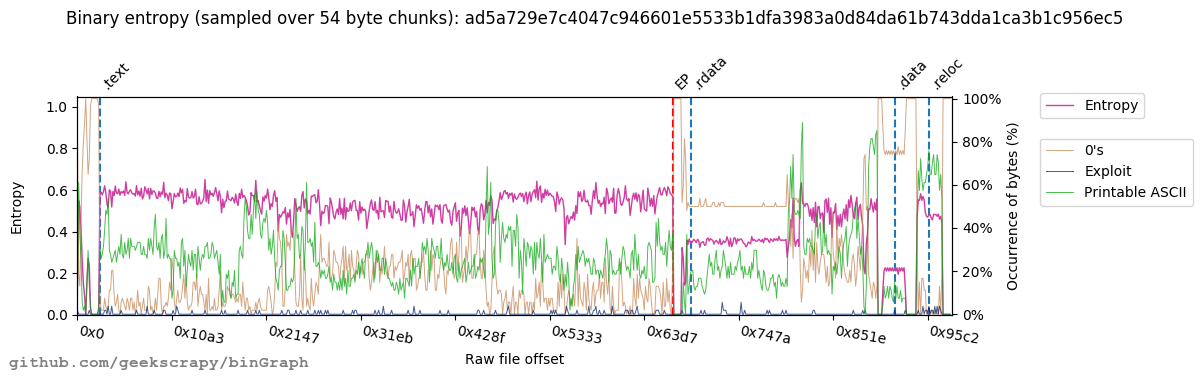 Binary entropy (sampled over 54 byte chunks): ad5a729e7c4047c946601e5533b1dfa3983a0d84da61b743dda1ca3b1c956ec5
.text
EP
.rdata
.data
.reloc
1.0
0.8
0.6
0.4
0.2
0.0
Entropy
100%
80%
60%
40%
20%
0%
Occurrence of bytes (%)
Entropy
0's
Exploit
Printable ASCII
0x0
0x10a3
0x2147
0x31eb
0x428f
0x5333
0x63d7
0x747a
0x851e
0x95c2
Raw file offset
github.com/geekscrapy/binGraph